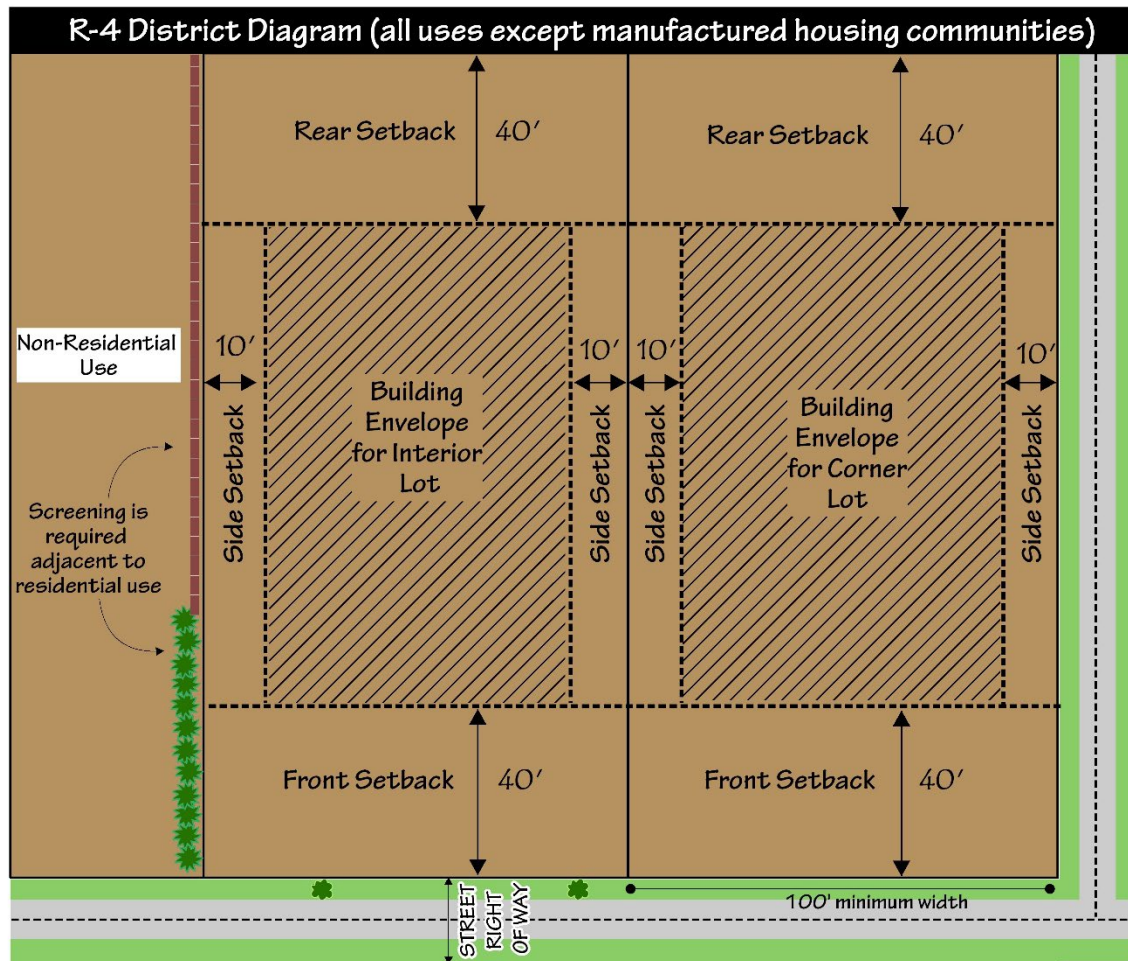 R-4 District Diagram (all uses except manufactured housing communities)
Rear Setback 40'
Rear Setback 40'
Non-Residential
Use
10'
10'
10'
10'
Side Setback
Building
Envelope
for Interior
Lot
Side Setback
Side Setback
Building
Envelope
for Corner
Lot
Side Setback
Screening is
required
adjacent to
residential use
Front Setback 40'
Front Setback 40'
STREET
RIGHT
OF WAY
100' minimum width